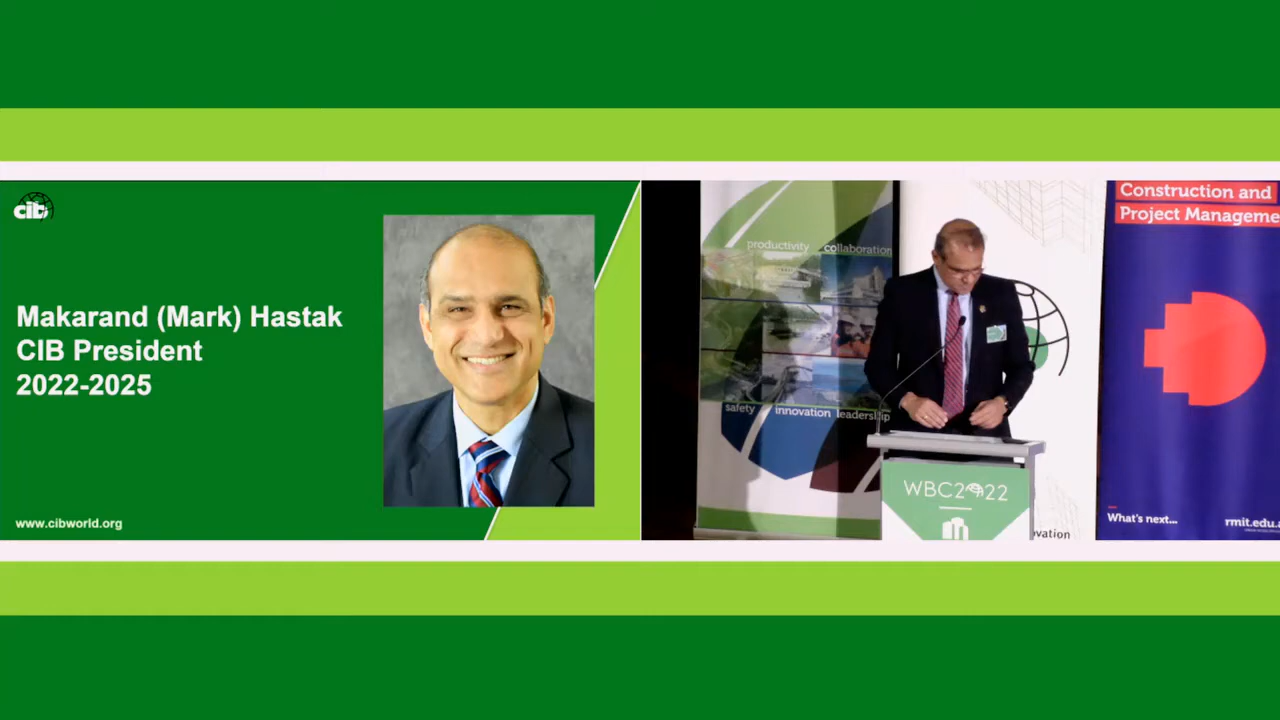 cib
Makarand (Mark) Hastak
CIB President
2022-2025
www.cibworld.org
productivity collaboration
safety innovation leadership
WBC2022
vation
Construction and
Project Manageme
What's next...
rmit.edu.a